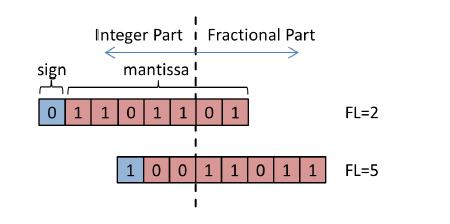 Integer Part Fractional Part
sign mantissa
0 1 1 0 1 1 0 1 FL=2
1 0 0 1 1 0 1 1 FL=5